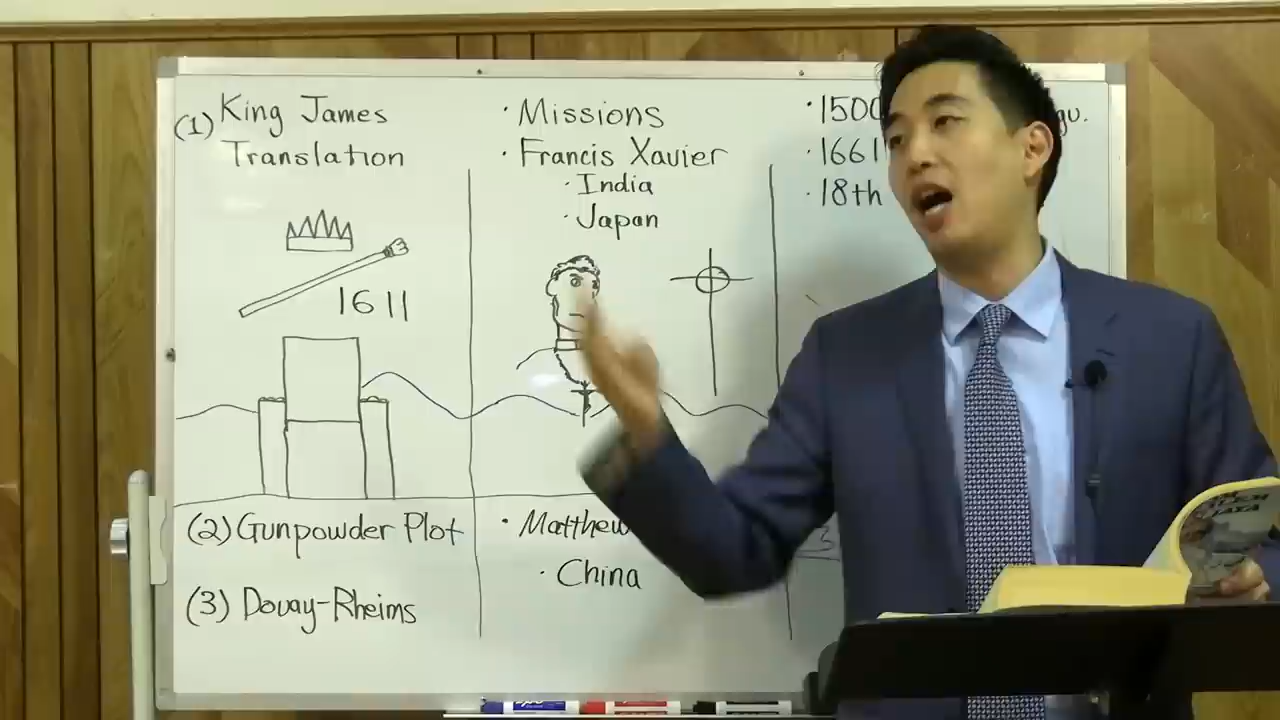 (1) King James
Translation
1611
(2) Gunpowder Plot
(3) Douay-Rheims
· Missions
· Francis Xavier
· India
· Japan
· Matthew
· China
· 1500
gu.
· 1661
· 18th